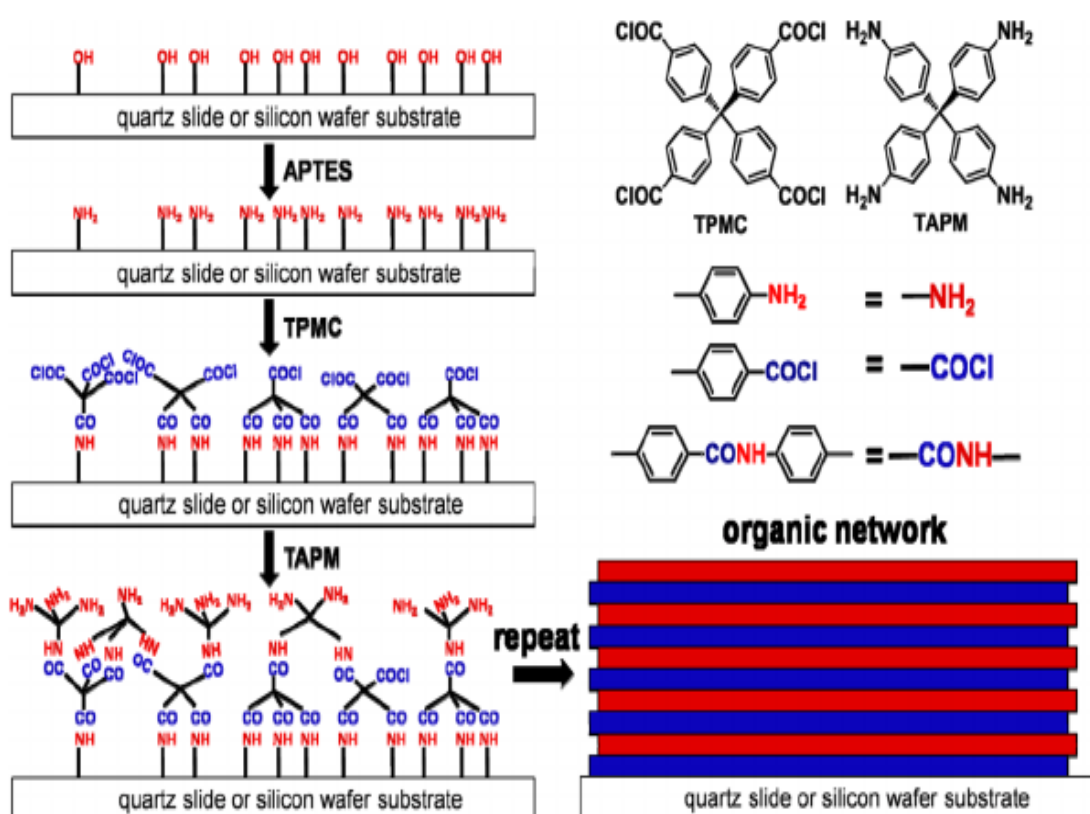 OH OH OH OH OH OH OH OH OH OH OH
quartz slide or silicon wafer substrate
APTES
NH₂ NH₂ NH₂ NH₂ NH₂ NH₂ NH₂ NH₂ NH₂ NH₂ NH₂
quartz slide or silicon wafer substrate
TPMC
ClOC COCl COCl ClOC COCl COCl ClOC COCl COCl
CO CO CO CO CO CO CO CO CO CO CO
NH NH NH NH NH NH NH NH NH NH NH
quartz slide or silicon wafer substrate
TAPM
H₂N NH₂ NH₂ NH₂ H₂N NH₂ NH₂ H₂N NH₂ NH₂ NH₂ NH₂
HN NH NH HN NH NH HN NH
OC CO CO OC CO CO CO COCl CO
CO CO CO CO CO CO CO CO CO CO CO
NH NH NH NH NH NH NH NH NH NH NH
quartz slide or silicon wafer substrate
repeat
ClOC COCl
ClOC COCl
TPMC
H₂N NH₂
H₂N NH₂
TAPM
NH₂ = NH₂
COCl = COCl
CONH = CONH
organic network
quartz slide or silicon wafer substrate